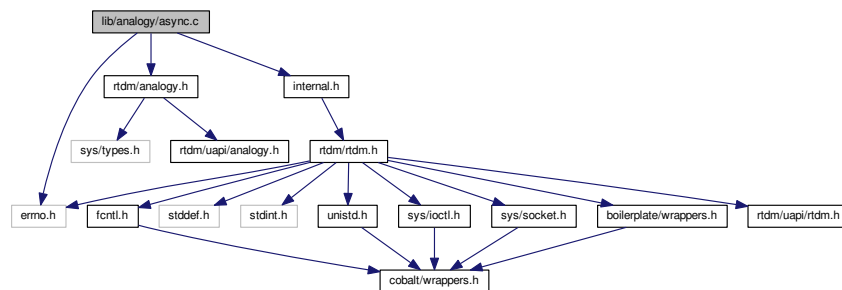 lib/analogy/async.c
rtdm/analogy.h
internal.h
sys/types.h
rtdm/uapi/analogy.h
rtdm/rtdm.h
errno.h
fcntl.h
stddef.h
stdint.h
unistd.h
sys/ioctl.h
sys/socket.h
boilerplate/wrappers.h
rtdm/uapi/rtdm.h
cobalt/wrappers.h